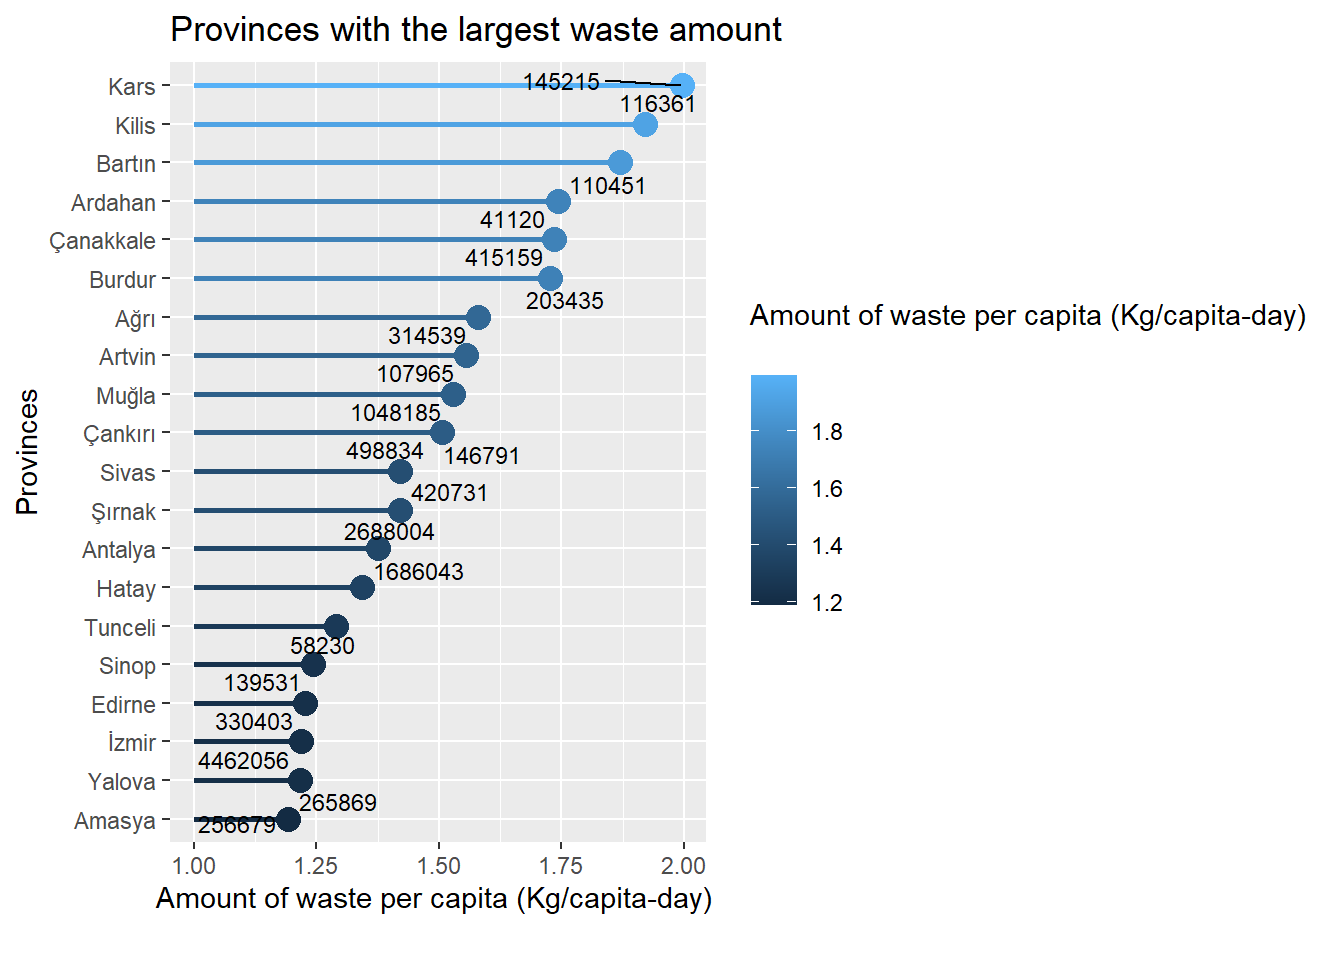 Provinces with the largest waste amount
Kars
145215
116361
Kilis
Bartın
110451
Ardahan
41120
Çanakkale
415159
Burdur
203435
Ağrı
314539
Artvin
107965
Muğla
1048185
Çankırı
498834
146791
Sivas
420731
Şırnak
2688004
Antalya
1686043
Hatay
Tunceli
58230
Sinop
139531
Edirne
330403
İzmir
4462056
Yalova
265869
Amasya
256679
Provinces
1.00 1.25 1.50 1.75 2.00
Amount of waste per capita (Kg/capita-day)
Amount of waste per capita (Kg/capita-day)
1.8
1.6
1.4
1.2